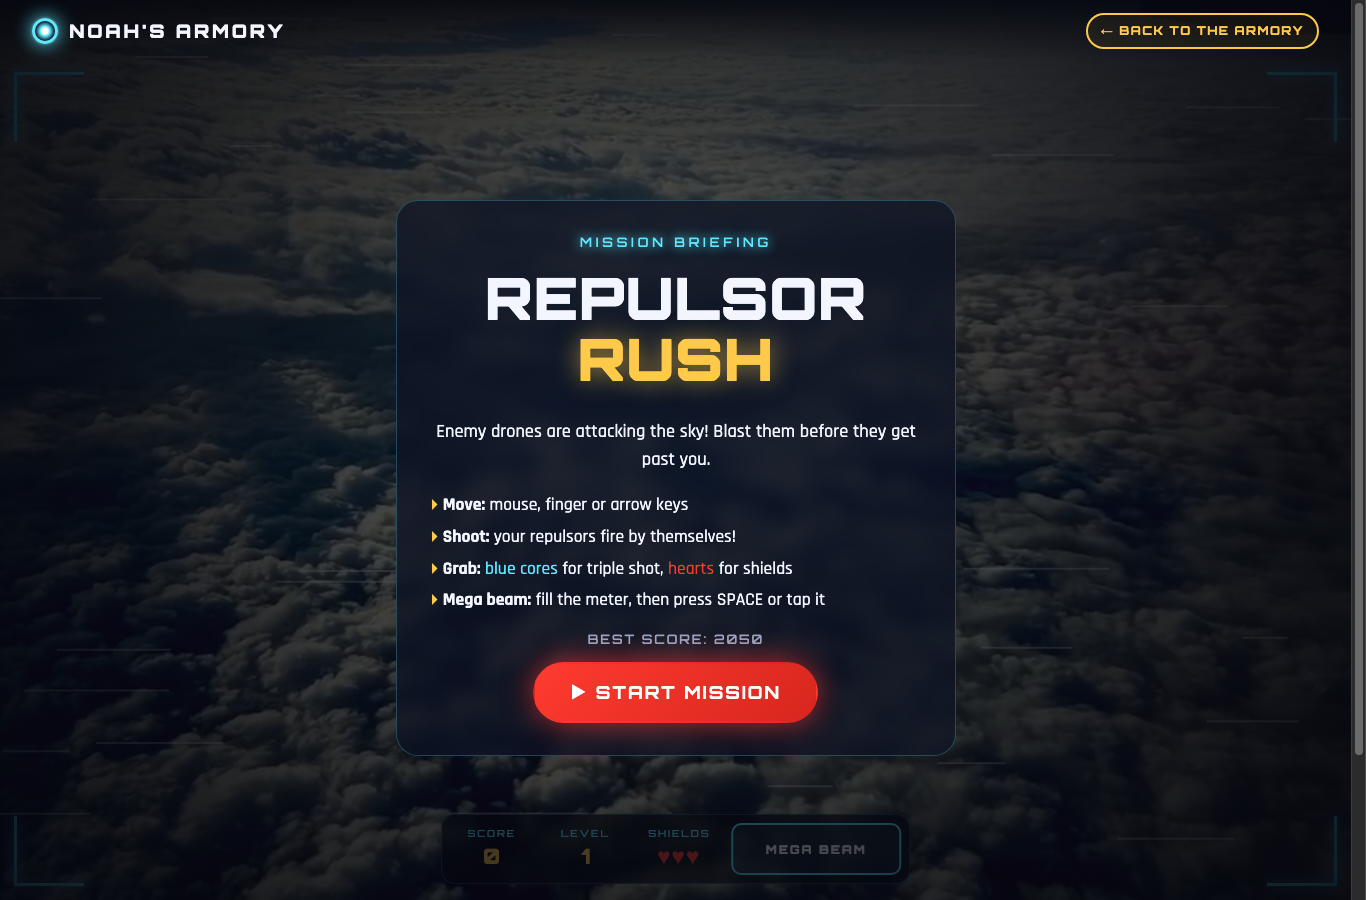 NOAH'S ARMORY
← BACK TO THE ARMORY
MISSION BRIEFING
REPULSOR
RUSH
Enemy drones are attacking the sky! Blast them before they get
past you.
Move: mouse, finger or arrow keys
Shoot: your repulsors fire by themselves!
Grab: blue cores for triple shot, hearts for shields
Mega beam: fill the meter, then press SPACE or tap it
BEST SCORE: 2050
▶ START MISSION
SCORE LEVEL SHIELDS
0 1 ♥♥♥
MEGA BEAM